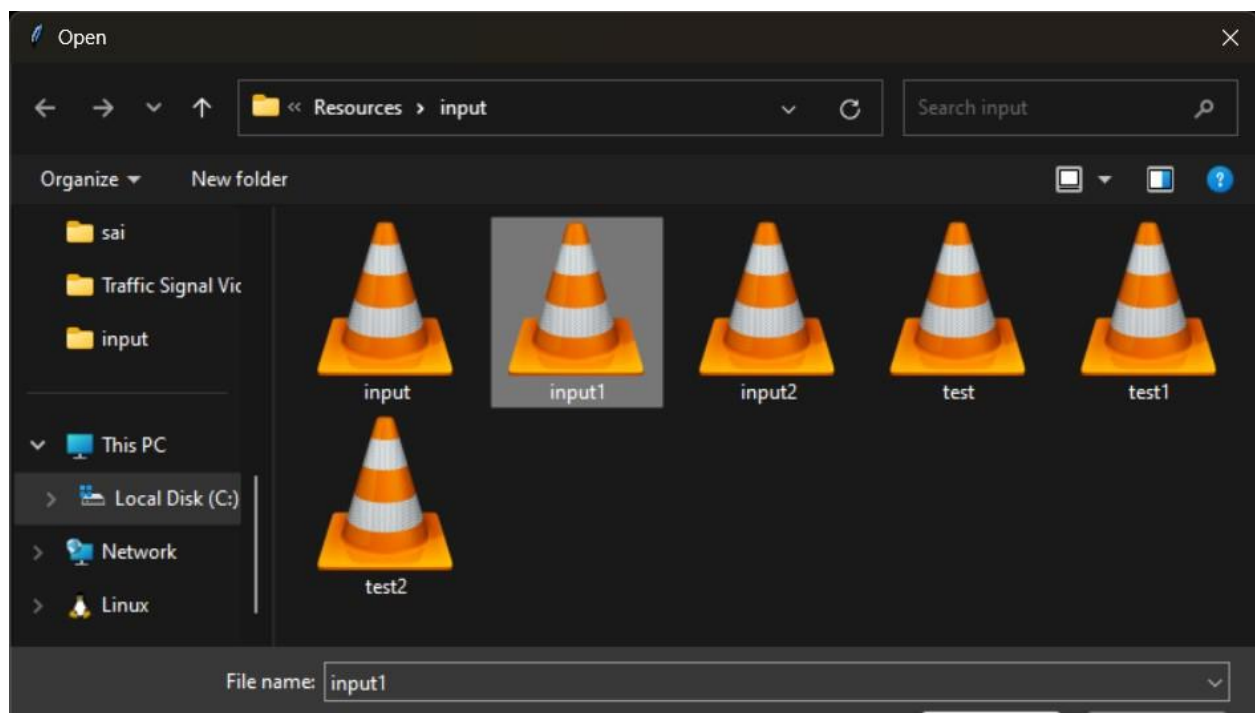 Open
« Resources > input
Search input
Organize
New folder
sai
Traffic Signal Vic
input
This PC
Local Disk (C:)
Network
Linux
input
input1
input2
test
test1
test2
File name: input1